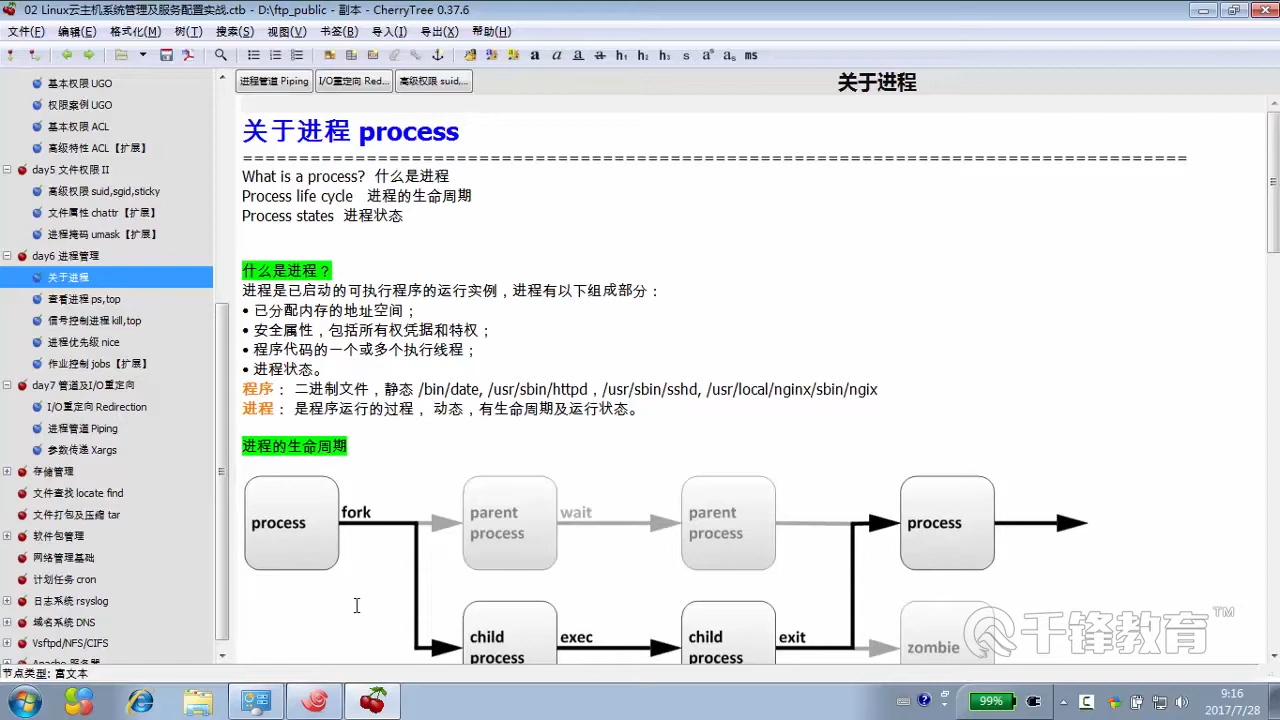 02 Linux云主机系统管理及服务配置实战.ctb - D:\ftp_public - 副本 - CherryTree 0.37.6
文件(F) 编辑(E) 格式化(M) 树(T) 搜索(S) 视图(V) 书签(B) 导入(I) 导出(X) 帮助(H)
a a a a h₁ h₂ h₃ s aˢ aₛ ms
基本权限 UGO
权限案例 UGO
基本权限 ACL
高级特性 ACL【扩展】
day5 文件权限 II
高级权限 suid,sgid,sticky
文件属性 chattr【扩展】
进程掩码 umask【扩展】
day6 进程管理
关于进程
查看进程 ps,top
信号控制进程 kill,top
进程优先级 nice
作业控制 jobs【扩展】
day7 管道及I/O重定向
I/O重定向 Redirection
进程管道 Piping
参数传递 Xargs
存储管理
文件查找 locate find
文件打包及压缩 tar
软件包管理
网络管理基础
计划任务 cron
日志系统 rsyslog
域名系统 DNS
Vsftpd/NFS/CIFS
节点类型: 富文本
进程管道 Piping I/O重定向 Red... 高级权限 suid,...
关于进程
关于进程 process
=====================================================================================
What is a process? 什么是进程
Process life cycle 进程的生命周期
Process states 进程状态
什么是进程？
进程是已启动的可执行程序的运行实例，进程有以下组成部分：
• 已分配内存的地址空间；
• 安全属性，包括所有权凭据和特权；
• 程序代码的一个或多个执行线程；
• 进程状态。
程序： 二进制文件，静态 /bin/date, /usr/sbin/httpd，/usr/sbin/sshd, /usr/local/nginx/sbin/ngix
进程： 是程序运行的过程， 动态，有生命周期及运行状态。
进程的生命周期
process
fork
parent
process
wait
parent
process
process
child
process
exec
child
process
exit
zombie
千锋教育 TM
99%
9:16
2017/7/28